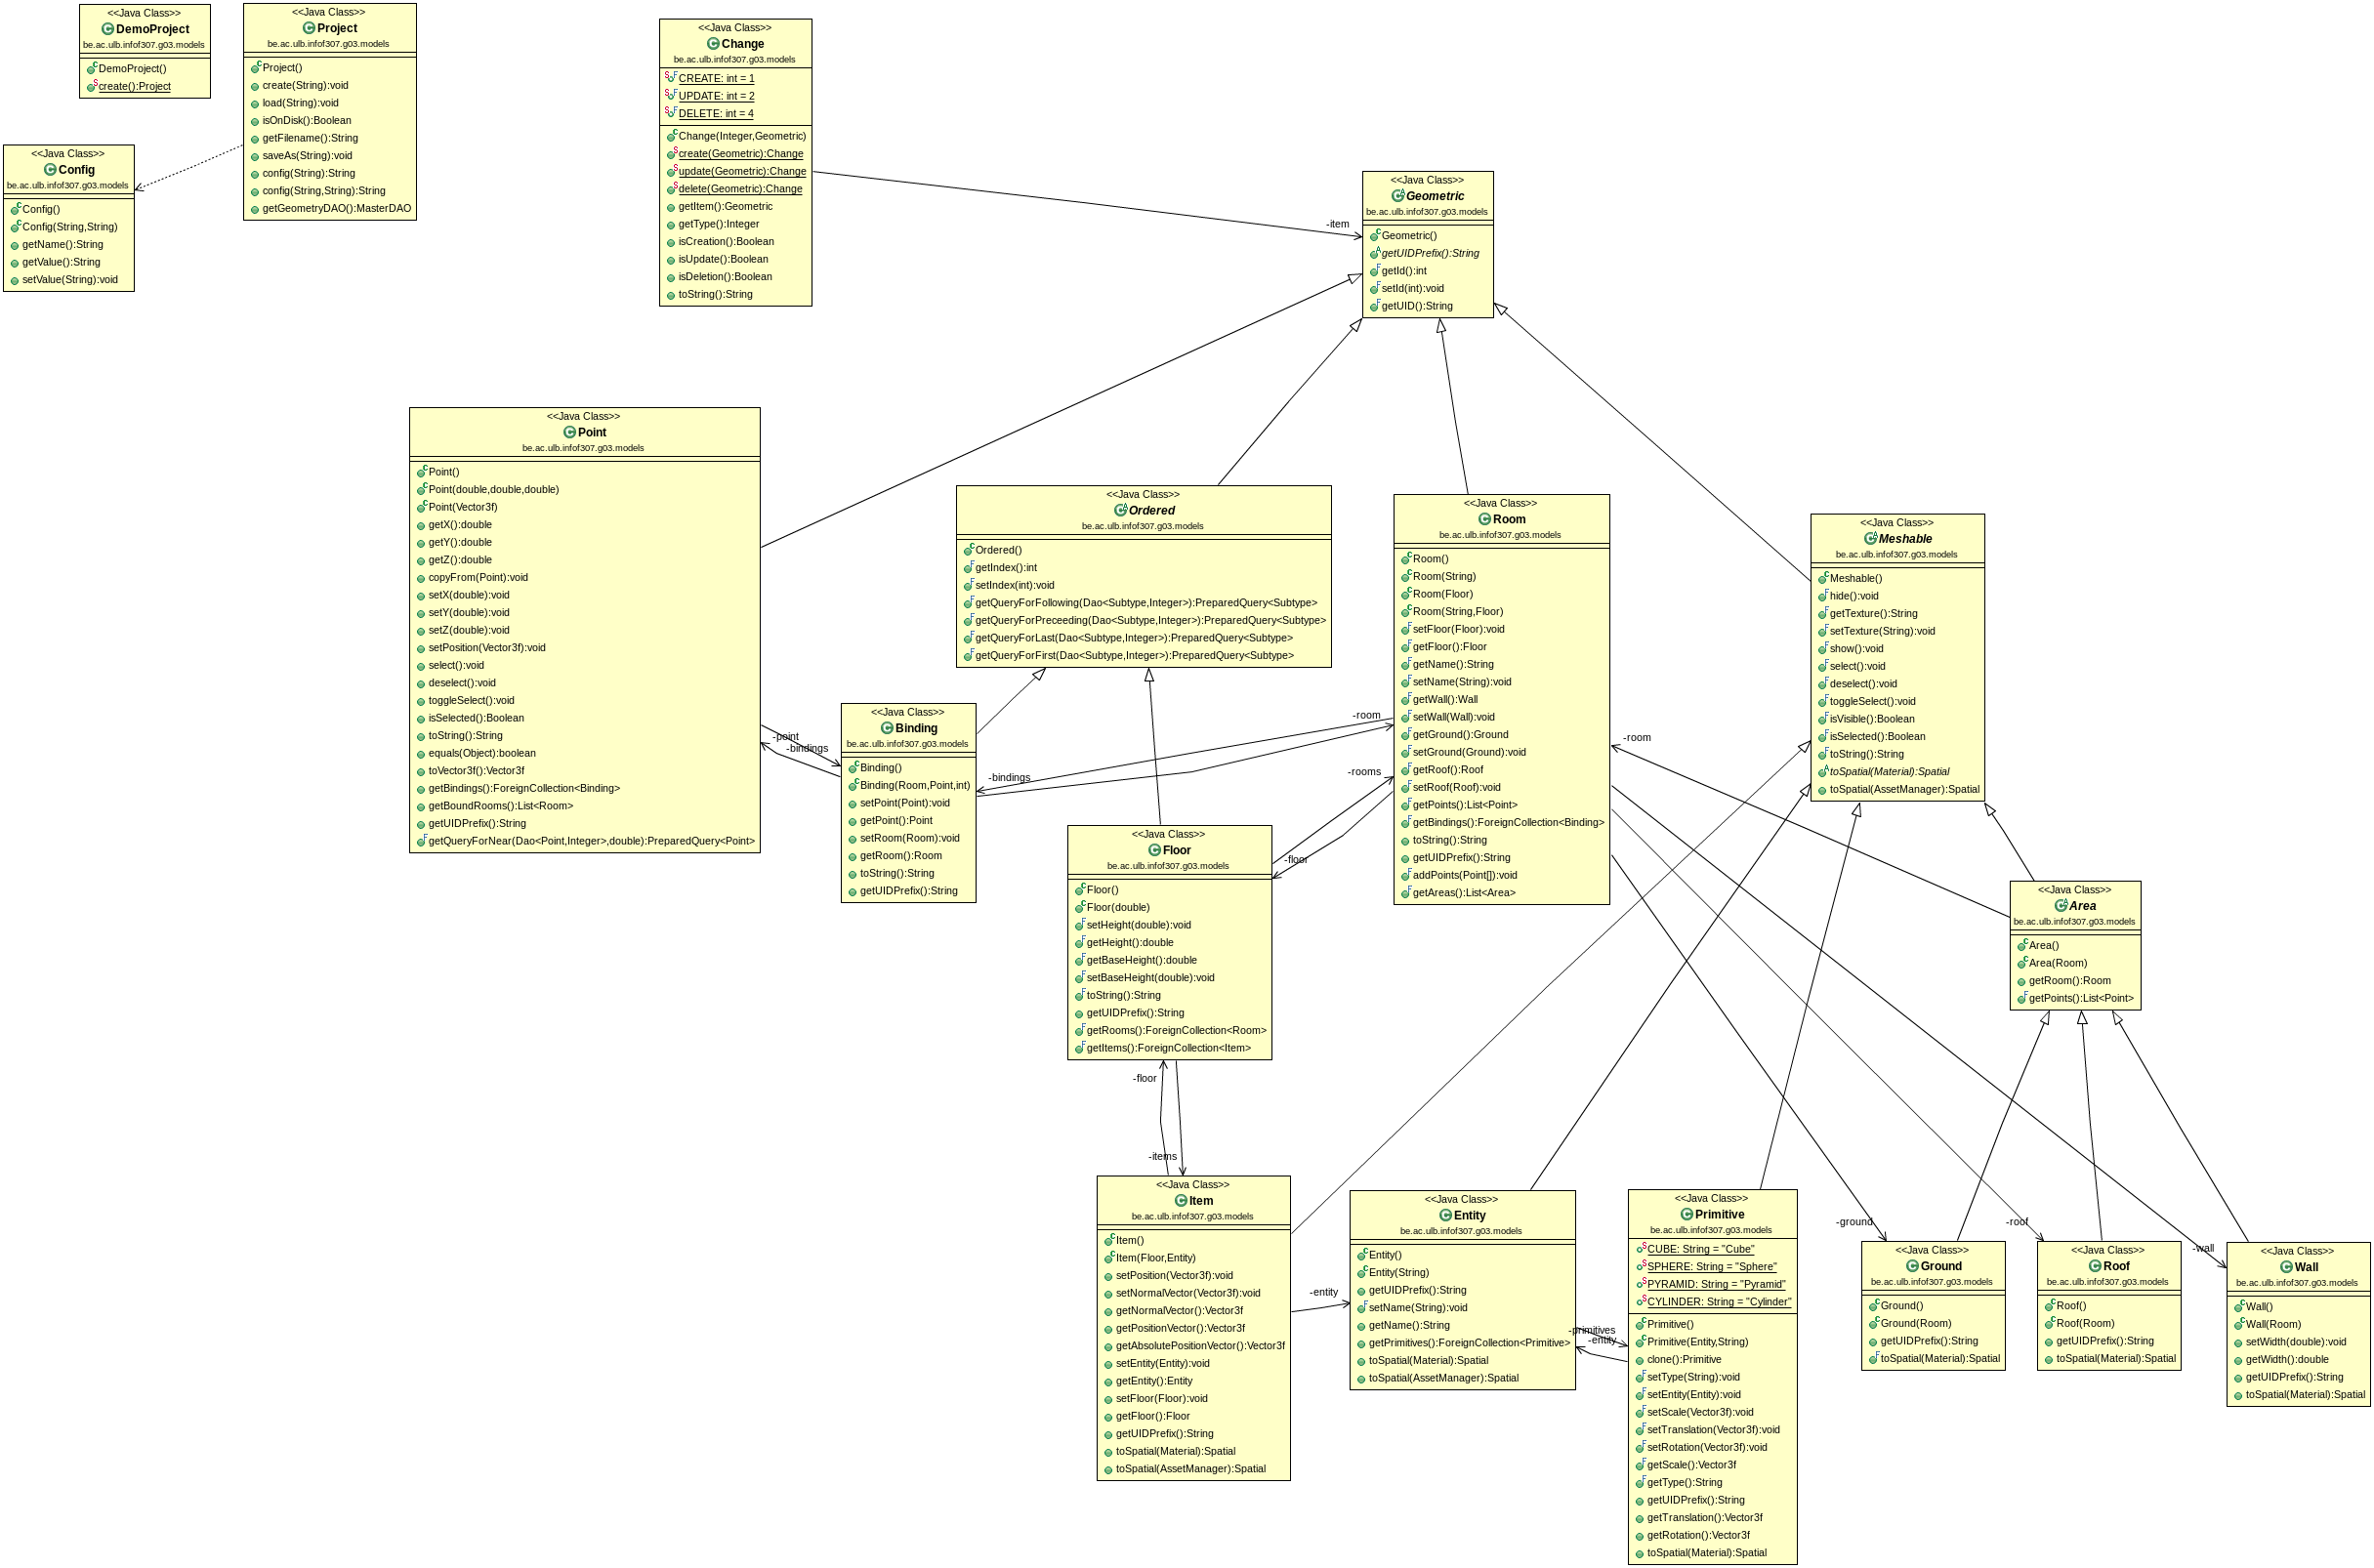 <<Java Class>>
DemoProject
be.ac.ulb.infof307.g03.models
DemoProject()
create():Project
<<Java Class>>
Project
be.ac.ulb.infof307.g03.models
Project()
create(String):void
load(String):void
isOnDisk():Boolean
getFilename():String
saveAs(String):void
config(String):String
config(String,String):String
getGeometryDAO():MasterDAO
<<Java Class>>
Config
be.ac.ulb.infof307.g03.models
Config()
Config(String,String)
getName():String
getValue():String
setValue(String):void
<<Java Class>>
Change
be.ac.ulb.infof307.g03.models
CREATE: int = 1
UPDATE: int = 2
DELETE: int = 4
Change(Integer,Geometric)
create(Geometric):Change
update(Geometric):Change
delete(Geometric):Change
getItem():Geometric
getType():Integer
isCreation():Boolean
isUpdate():Boolean
isDeletion():Boolean
toString():String
-item
<<Java Class>>
Geometric
be.ac.ulb.infof307.g03.models
Geometric()
getUIDPrefix():String
getId():int
setId(int):void
getUID():String
<<Java Class>>
Point
be.ac.ulb.infof307.g03.models
Point()
Point(double,double,double)
Point(Vector3f)
getX():double
getY():double
getZ():double
copyFrom(Point):void
setX(double):void
setY(double):void
setZ(double):void
setPosition(Vector3f):void
select():void
deselect():void
toggleSelect():void
isSelected():Boolean
toString():String
equals(Object):boolean
toVector3f():Vector3f
getBindings():ForeignCollection<Binding>
getBoundRooms():List<Room>
getUIDPrefix():String
getQueryForNear(Dao<Point,Integer>,double):PreparedQuery<Point>
-point
-bindings
<<Java Class>>
Ordered
be.ac.ulb.infof307.g03.models
Ordered()
getIndex():int
setIndex(int):void
getQueryForFollowing(Dao<Subtype,Integer>):PreparedQuery<Subtype>
getQueryForPreceeding(Dao<Subtype,Integer>):PreparedQuery<Subtype>
getQueryForLast(Dao<Subtype,Integer>):PreparedQuery<Subtype>
getQueryForFirst(Dao<Subtype,Integer>):PreparedQuery<Subtype>
<<Java Class>>
Binding
be.ac.ulb.infof307.g03.models
Binding()
Binding(Room,Point,int)
setPoint(Point):void
getPoint():Point
setRoom(Room):void
getRoom():Room
toString():String
getUIDPrefix():String
-room
-bindings
<<Java Class>>
Room
be.ac.ulb.infof307.g03.models
Room()
Room(String)
Room(Floor)
Room(String,Floor)
setFloor(Floor):void
getFloor():Floor
getName():String
setName(String):void
getWall():Wall
setWall(Wall):void
getGround():Ground
setGround(Ground):void
getRoof():Roof
setRoof(Roof):void
getPoints():List<Point>
getBindings():ForeignCollection<Binding>
toString():String
getUIDPrefix():String
addPoints(Point[]):void
getAreas():List<Area>
-room
-rooms
-floor
<<Java Class>>
Meshable
be.ac.ulb.infof307.g03.models
Meshable()
hide():void
getTexture():String
setTexture(String):void
show():void
select():void
deselect():void
toggleSelect():void
isVisible():Boolean
isSelected():Boolean
toString():String
toSpatial(Material):Spatial
toSpatial(AssetManager):Spatial
<<Java Class>>
Floor
be.ac.ulb.infof307.g03.models
Floor()
Floor(double)
setHeight(double):void
getHeight():double
getBaseHeight():double
setBaseHeight(double):void
toString():String
getUIDPrefix():String
getRooms():ForeignCollection<Room>
getItems():ForeignCollection<Item>
-floor
-items
<<Java Class>>
Area
be.ac.ulb.infof307.g03.models
Area()
Area(Room)
getRoom():Room
getPoints():List<Point>
<<Java Class>>
Item
be.ac.ulb.infof307.g03.models
Item()
Item(Floor,Entity)
setPosition(Vector3f):void
setNormalVector(Vector3f):void
getNormalVector():Vector3f
getPositionVector():Vector3f
getAbsolutePositionVector():Vector3f
setEntity(Entity):void
getEntity():Entity
setFloor(Floor):void
getFloor():Floor
getUIDPrefix():String
toSpatial(Material):Spatial
toSpatial(AssetManager):Spatial
-entity
<<Java Class>>
Entity
be.ac.ulb.infof307.g03.models
Entity()
Entity(String)
getUIDPrefix():String
setName(String):void
getName():String
getPrimitives():ForeignCollection<Primitive>
toSpatial(Material):Spatial
toSpatial(AssetManager):Spatial
-primitives
-entity
<<Java Class>>
Primitive
be.ac.ulb.infof307.g03.models
CUBE: String = "Cube"
SPHERE: String = "Sphere"
PYRAMID: String = "Pyramid"
CYLINDER: String = "Cylinder"
Primitive()
Primitive(Entity,String)
clone():Primitive
setType(String):void
setEntity(Entity):void
setScale(Vector3f):void
setTranslation(Vector3f):void
setRotation(Vector3f):void
getScale():Vector3f
getType():String
getUIDPrefix():String
getTranslation():Vector3f
getRotation():Vector3f
toSpatial(Material):Spatial
-ground
<<Java Class>>
Ground
be.ac.ulb.infof307.g03.models
Ground()
Ground(Room)
getUIDPrefix():String
toSpatial(Material):Spatial
-roof
<<Java Class>>
Roof
be.ac.ulb.infof307.g03.models
Roof()
Roof(Room)
getUIDPrefix():String
toSpatial(Material):Spatial
-wall
<<Java Class>>
Wall
be.ac.ulb.infof307.g03.models
Wall()
Wall(Room)
setWidth(double):void
getWidth():double
getUIDPrefix():String
toSpatial(Material):Spatial